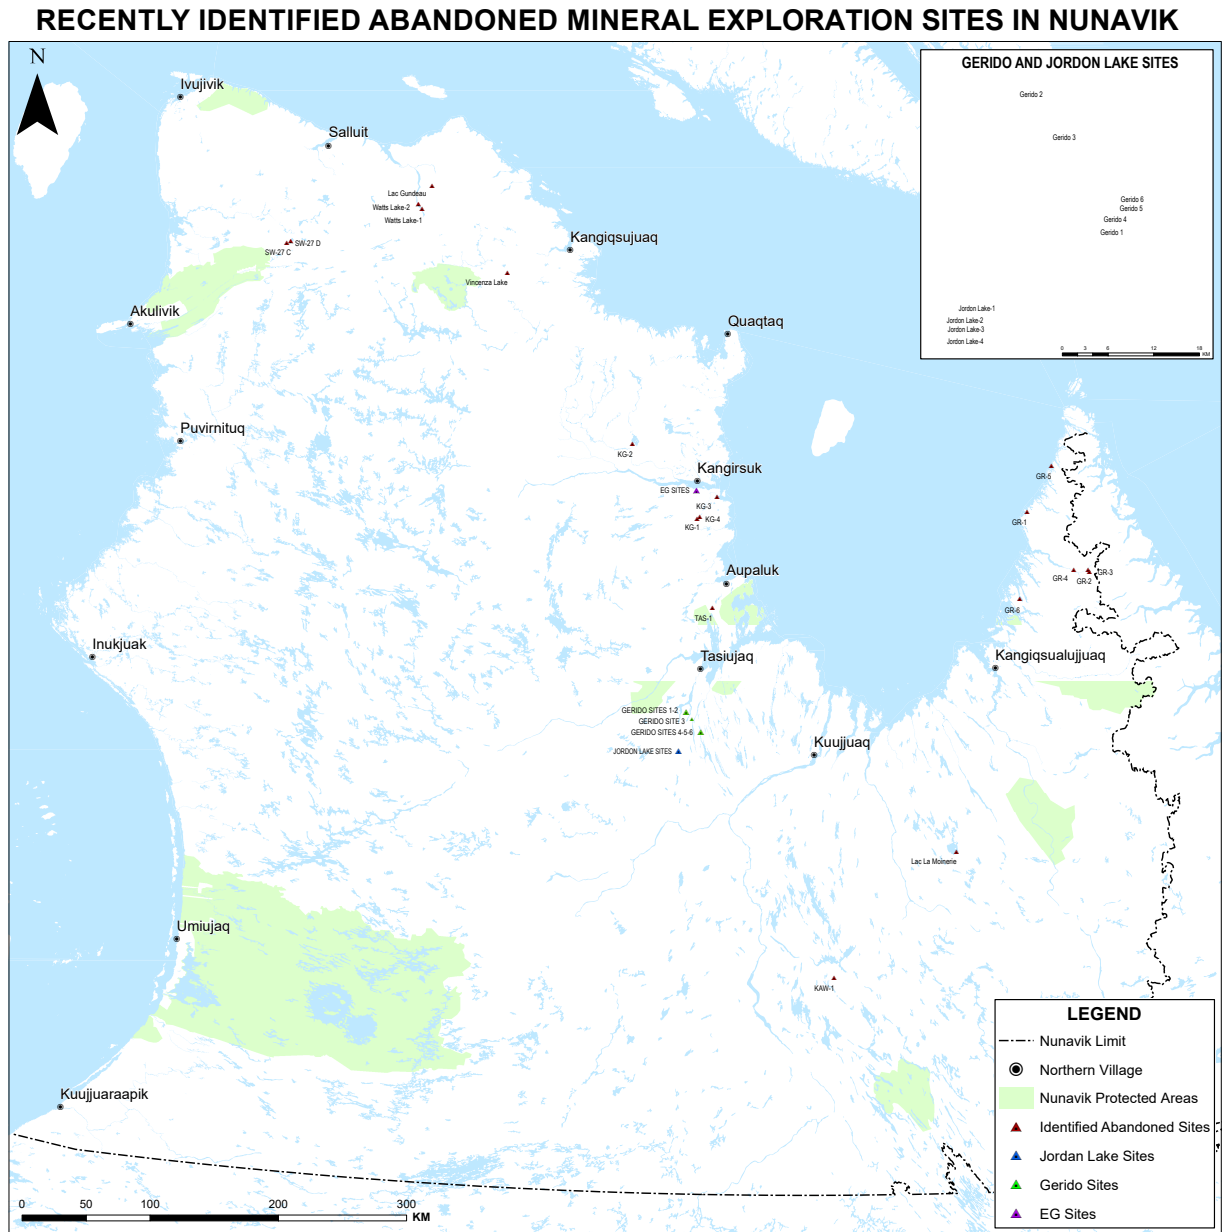 RECENTLY IDENTIFIED ABANDONED MINERAL EXPLORATION SITES IN NUNAVIK
N
GERIDO AND JORDON LAKE SITES
Gerido 2
Gerido 3
Gerido 6
Gerido 5
Gerido 4
Gerido 1
Jordon Lake-1
Jordon Lake-2
Jordon Lake-3
Jordon Lake-4
0 3 6 12 18 KM
Ivujivik
Salluit
Lac Gundeau
Watts Lake-2
Watts Lake-1
Kangiqsujuaq
SW-27 D
SW-27 C
Vincenza Lake
Akulivik
Quaqtaq
Puvirnituq
KG-2
Kangirsuk
GR-5
EG SITES
KG-3
GR-1
KG-4
KG-1
Aupaluk
GR-4
GR-3
GR-2
GR-6
TAS-1
Inukjuak
Tasiujaq
Kangiqsualujjuaq
GERIDO SITES 1-2
GERIDO SITE 3
GERIDO SITES 4-5-6
Kuujjuaq
JORDON LAKE SITES
Lac La Moinerie
Umiujaq
KAW-1
Kuujjuaraapik
LEGEND
Nunavik Limit
Northern Village
Nunavik Protected Areas
Identified Abandoned Sites
Jordan Lake Sites
Gerido Sites
EG Sites
0 50 100 200 300 KM